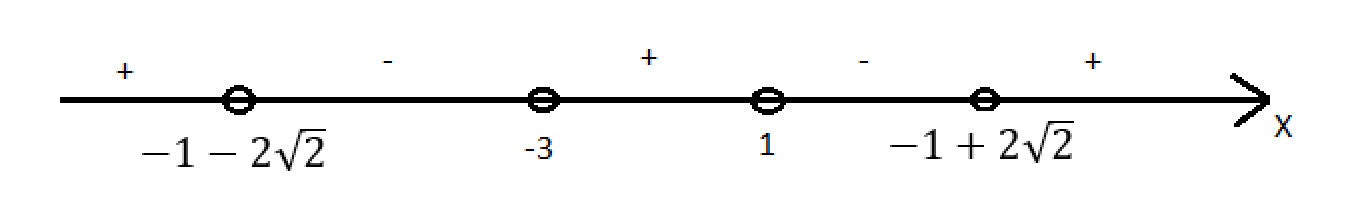 + - + - +
−1 − 2√2 -3 1 −1 + 2√2 X